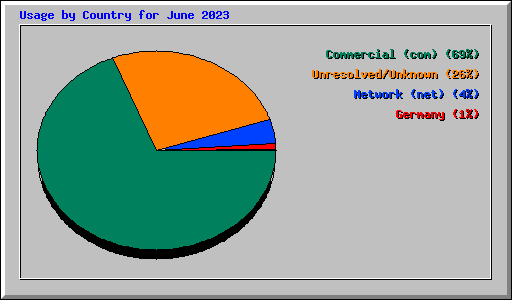 Usage by Country for June 2023
Commercial (com) (69%)
Unresolved/Unknown (26%)
Network (net) (4%)
Germany (1%)